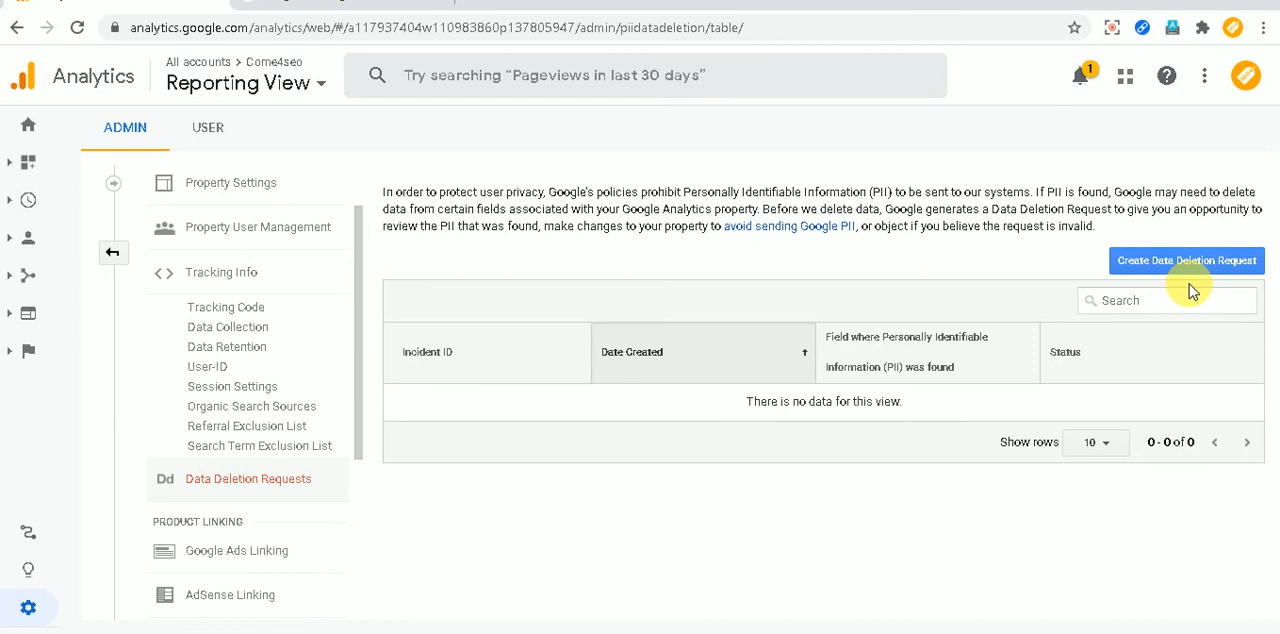 analytics.google.com/analytics/web/#/a117937404w110983860p137805947/admin/piidatadeletion/table/
Analytics
All accounts > Come4seo
Reporting View
Try searching “Pageviews in last 30 days”
1
ADMIN
USER
Property Settings
Property User Management
Tracking Info
Tracking Code
Data Collection
Data Retention
User-ID
Session Settings
Organic Search Sources
Referral Exclusion List
Search Term Exclusion List
Dd Data Deletion Requests
PRODUCT LINKING
Google Ads Linking
AdSense Linking
In order to protect user privacy, Google's policies prohibit Personally Identifiable Information (PII) to be sent to our systems. If PII is found, Google may need to delete
data from certain fields associated with your Google Analytics property. Before we delete data, Google generates a Data Deletion Request to give you an opportunity to
review the PII that was found, make changes to your property to avoid sending Google PII, or object if you believe the request is invalid.
Create Data Deletion Request
Search
Incident ID
Date Created
Field where Personally Identifiable
Information (PII) was found
Status
There is no data for this view.
Show rows 10 0 - 0 of 0